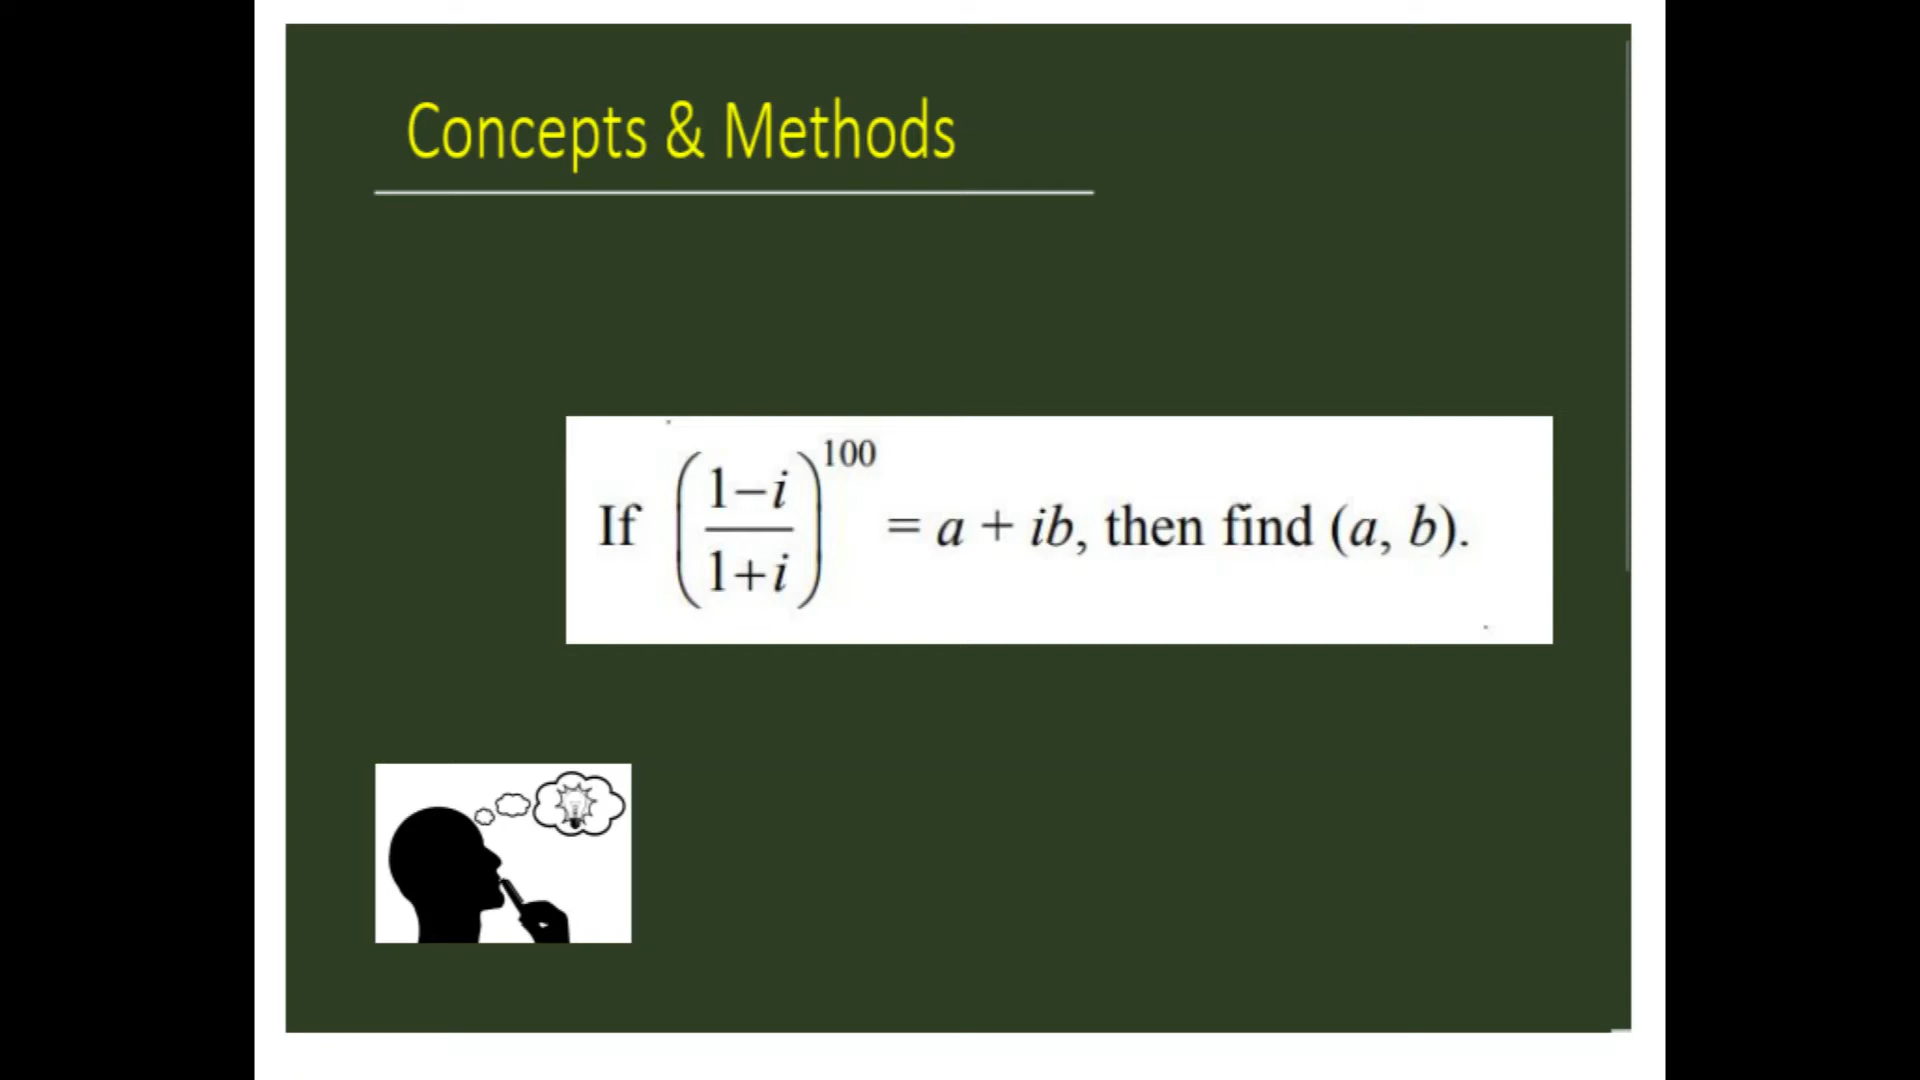 Concepts & Methods
If ((1−i)/(1+i))^100 = a + ib, then find (a, b).